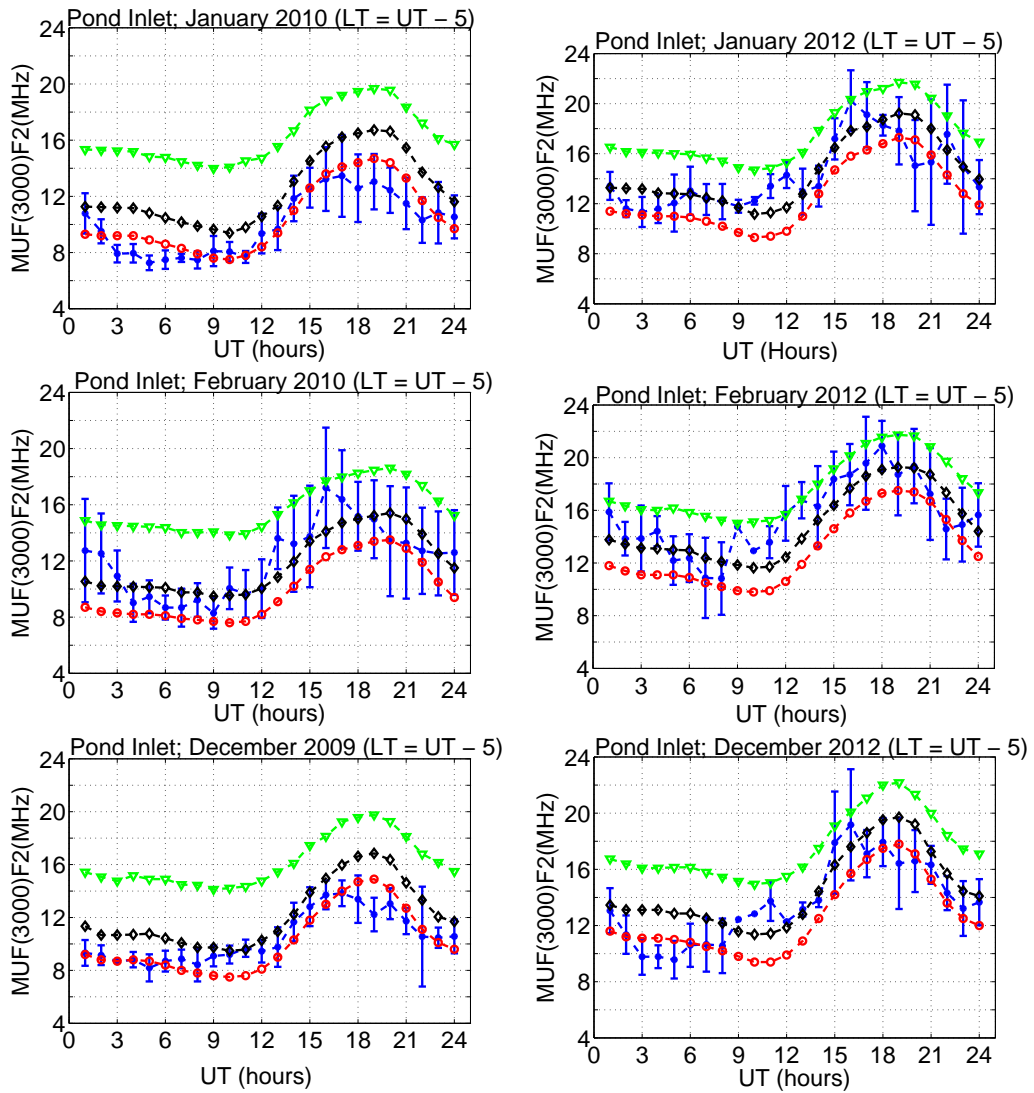 Pond Inlet; January 2010 (LT = UT − 5)
MUF(3000)F2(MHz)
24
20
16
12
8
4
0 3 6 9 12 15 18 21 24
UT (hours)
Pond Inlet; January 2012 (LT = UT − 5)
MUF(3000)F2(MHz)
24
20
16
12
8
4
0 3 6 9 12 15 18 21 24
UT (Hours)
Pond Inlet; February 2010 (LT = UT − 5)
MUF(3000)F2(MHz)
24
20
16
12
8
4
0 3 6 9 12 15 18 21 24
UT (hours)
Pond Inlet; February 2012 (LT = UT − 5)
MUF(3000)F2(MHz)
24
20
16
12
8
4
0 3 6 9 12 15 18 21 24
UT (hours)
Pond Inlet; December 2009 (LT = UT − 5)
MUF(3000)F2(MHz)
24
20
16
12
8
4
0 3 6 9 12 15 18 21 24
UT (hours)
Pond Inlet; December 2012 (LT = UT − 5)
MUF(3000)F2(MHz)
24
20
16
12
8
4
0 3 6 9 12 15 18 21 24
UT (hours)